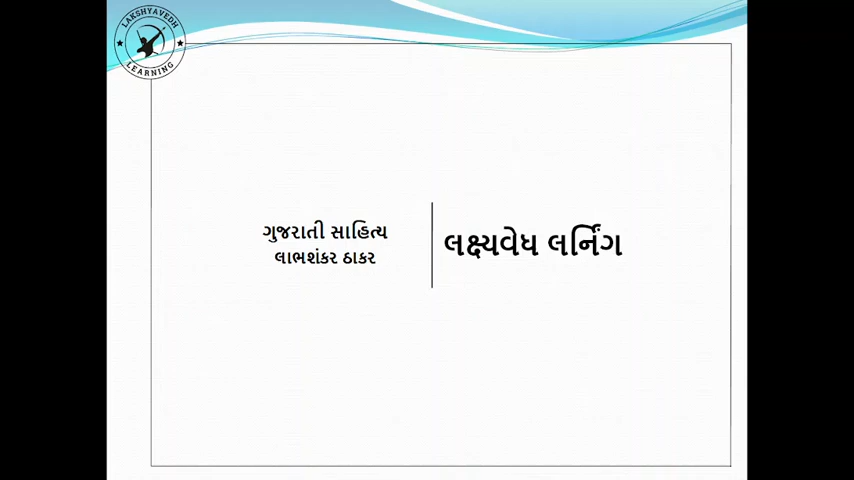 LAKSHYAVEDH
LEARNING
ગુજરાતી સાહિત્ય
લાભશંકર ઠાકર
લક્ષ્યવેધ લર્નિંગ